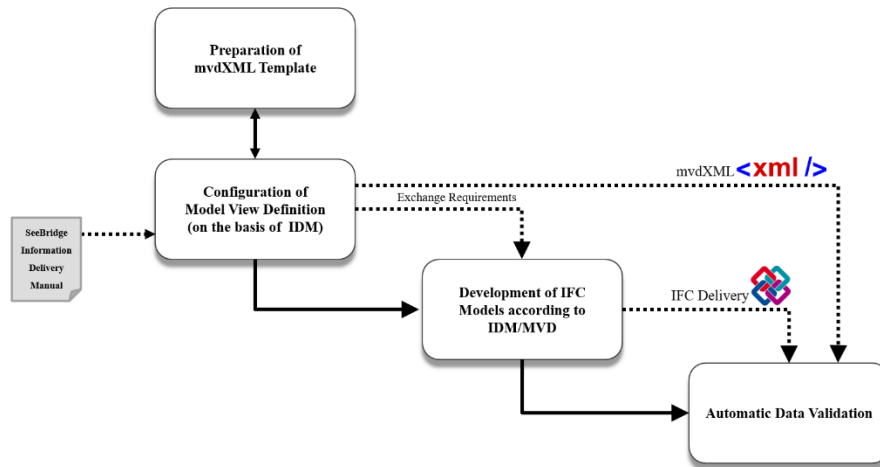 Preparation of
mvdXML Template
mvdXML <xml />
Configuration of
Model View Definition
(on the basis of IDM)
Exchange Requirements
SeeBridge
Information
Delivery
Manual
Development of IFC
Models according to
IDM/MVD
IFC Delivery
Automatic Data Validation